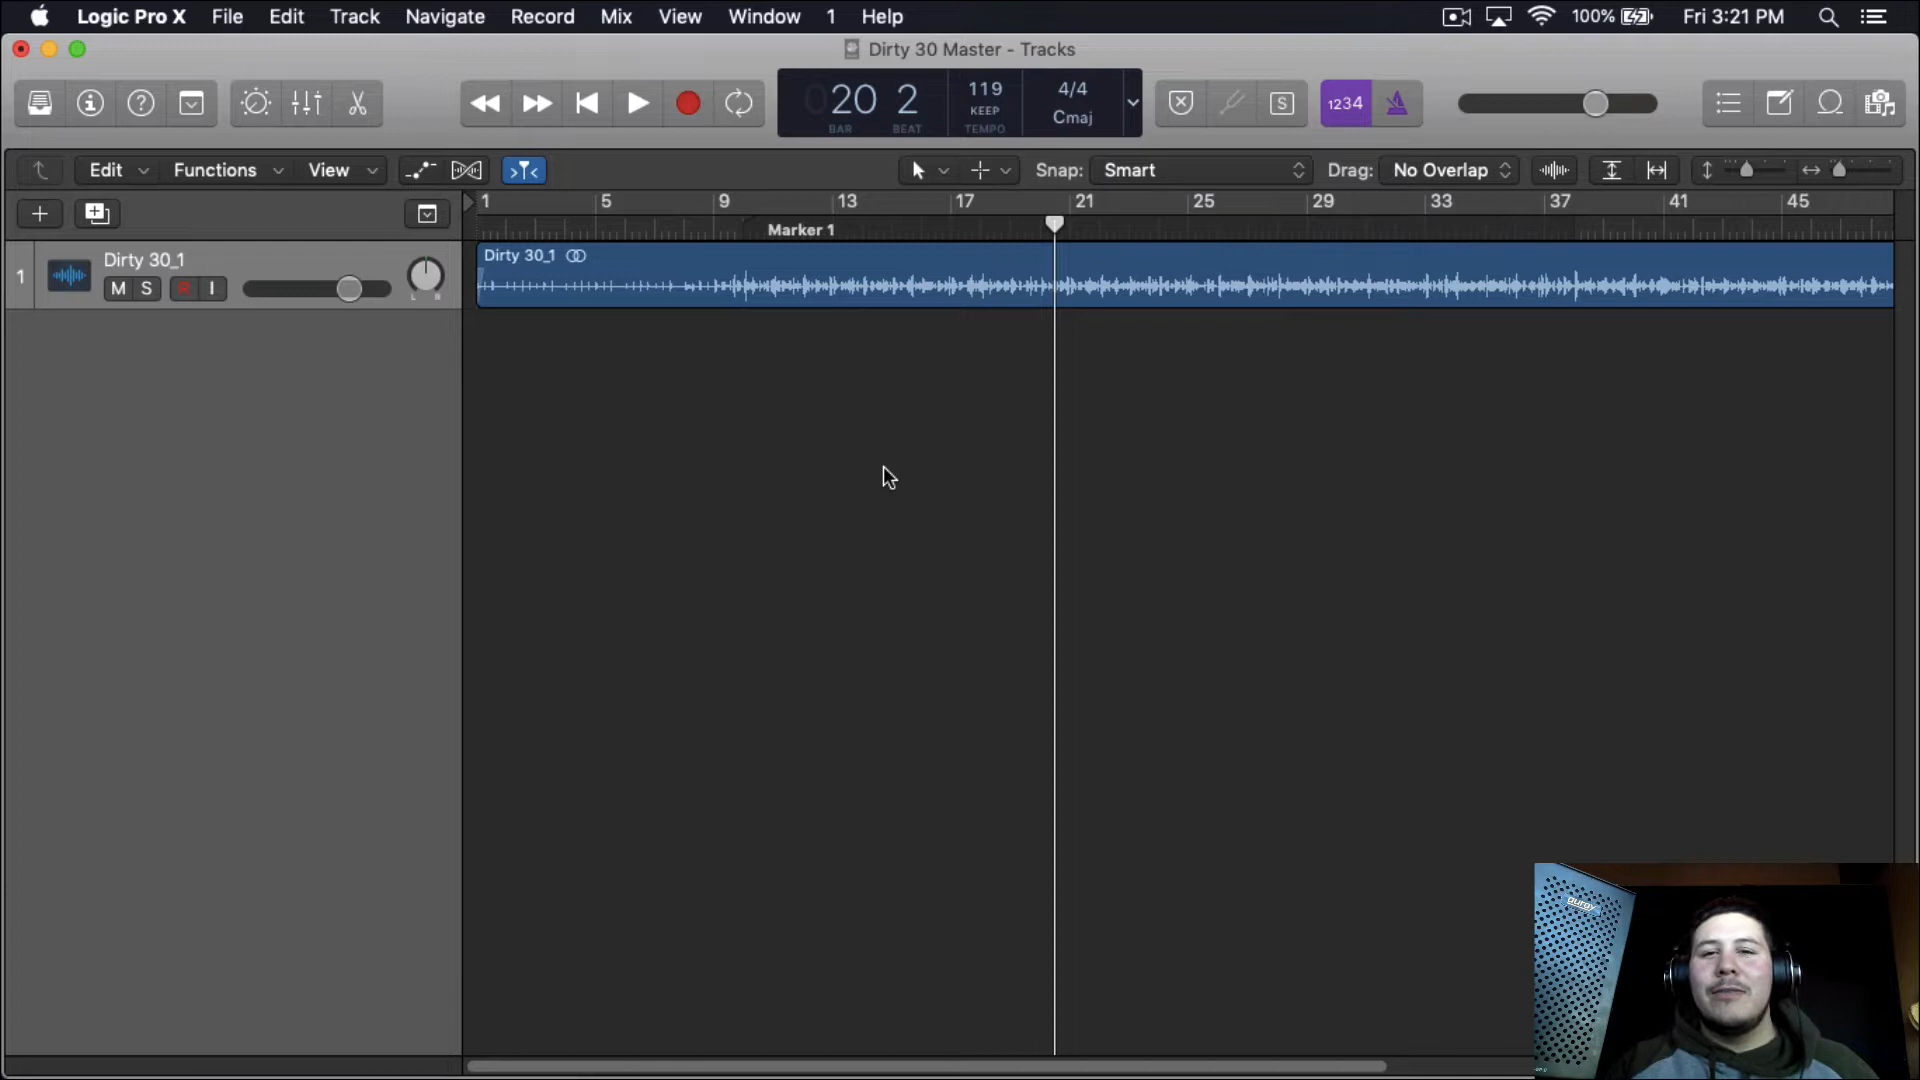 Logic Pro X File Edit Track Navigate Record Mix View Window 1 Help 100% Fri 3:21 PM
Dirty 30 Master - Tracks
020 2 119 4/4 1234
KEEP Cmaj
BAR BEAT TEMPO
S
Edit Functions View Snap: Smart Drag: No Overlap
1 5 9 13 17 21 25 29 33 37 41 45
Marker 1
1 Dirty 30_1
M S R I
L R
Dirty 30_1
auray